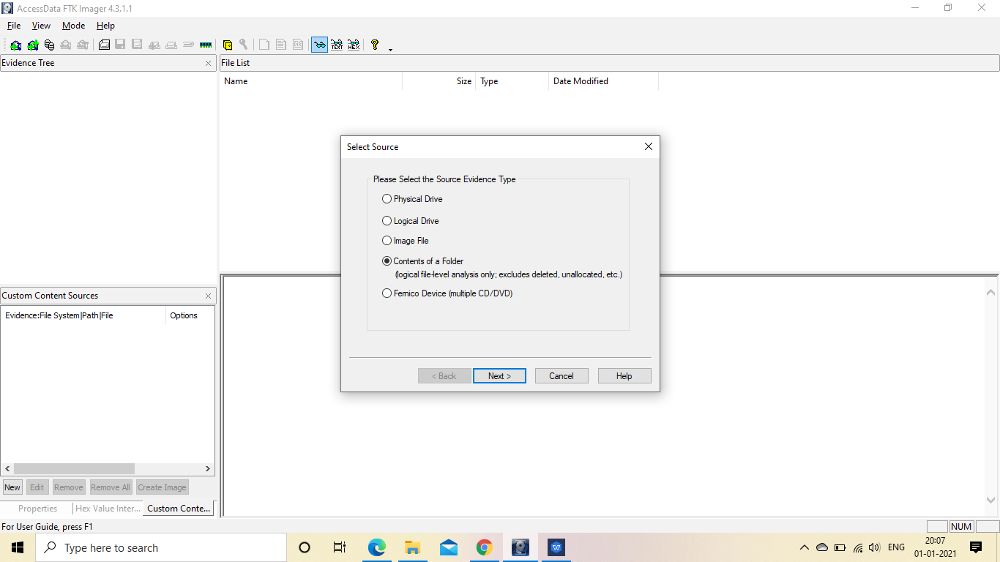 AccessData FTK Imager 4.3.1.1
File View Mode Help
TEXT HEX ?
Evidence Tree
File List
Name Size Type Date Modified
Select Source
Please Select the Source Evidence Type
Physical Drive
Logical Drive
Image File
Contents of a Folder
(logical file-level analysis only; excludes deleted, unallocated, etc.)
Fernico Device (multiple CD/DVD)
< Back Next > Cancel Help
Custom Content Sources
Evidence:File System|Path|File Options
New Edit Remove Remove All Create Image
Properties Hex Value Inter... Custom Conte...
For User Guide, press F1
NUM
Type here to search
ENG
20:07
01-01-2021